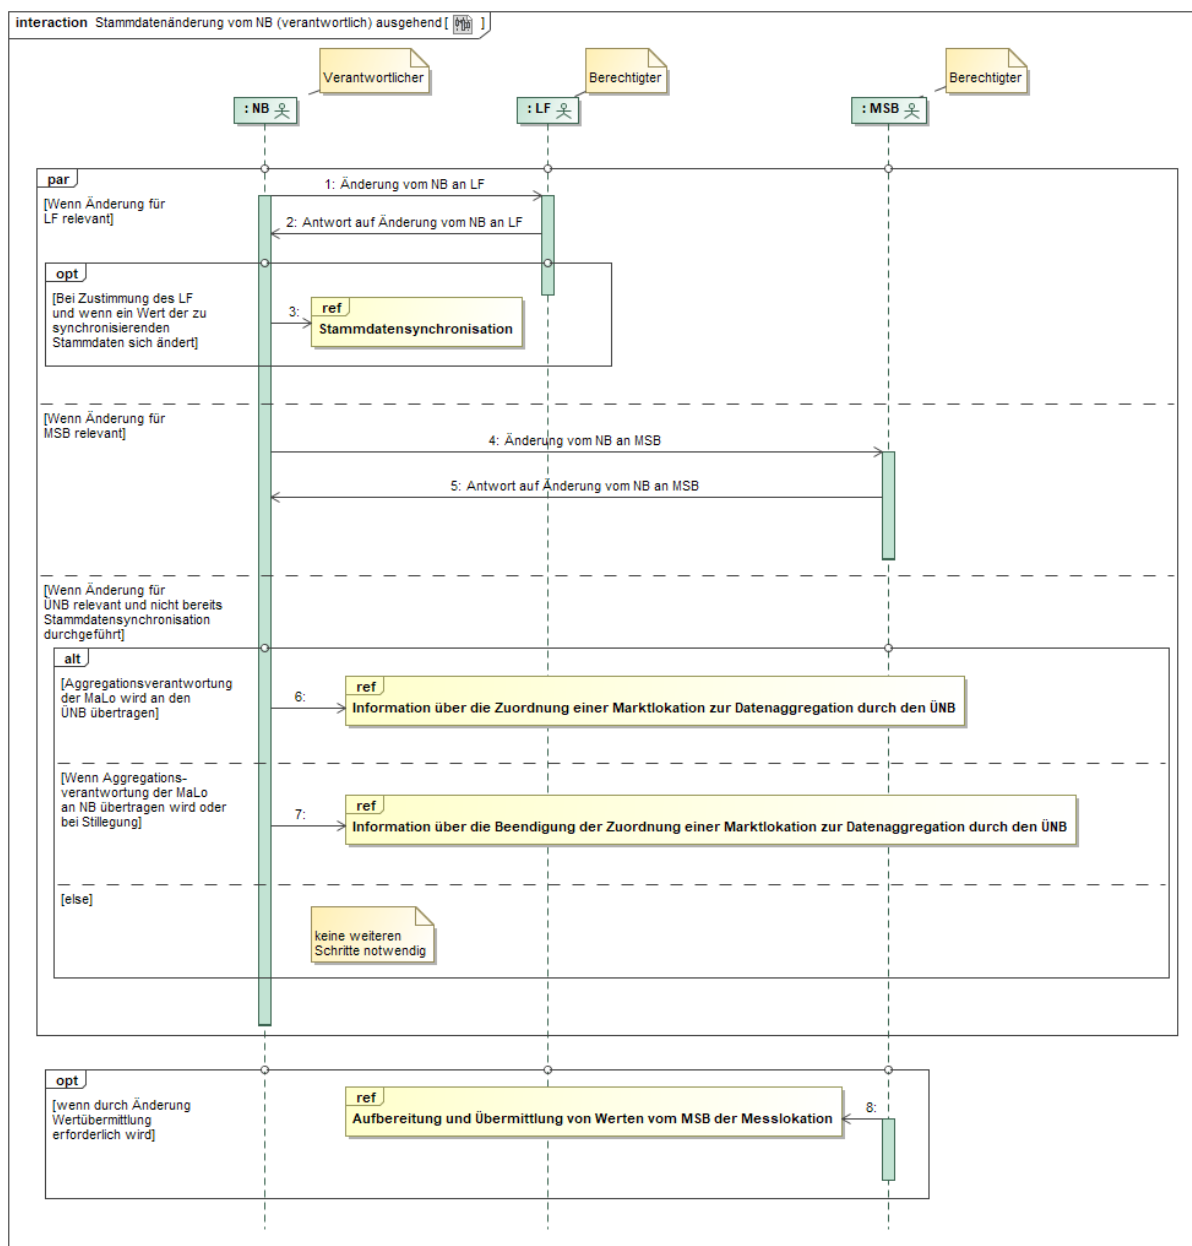 interaction Stammdatenänderung vom NB (verantwortlich) ausgehend [ ]
Verantwortlicher
Berechtigter
Berechtigter
: NB
: LF
: MSB
par
[Wenn Änderung für
LF relevant]
1: Änderung vom NB an LF
2: Antwort auf Änderung vom NB an LF
opt
[Bei Zustimmung des LF
und wenn ein Wert der zu
synchronisierenden
Stammdaten sich ändert]
3:
ref
Stammdatensynchronisation
[Wenn Änderung für
MSB relevant]
4: Änderung vom NB an MSB
5: Antwort auf Änderung vom NB an MSB
[Wenn Änderung für
ÜNB relevant und nicht bereits
Stammdatensynchronisation
durchgeführt]
alt
[Aggregationsverantwortung
der MaLo wird an den
ÜNB übertragen]
6:
ref
Information über die Zuordnung einer Marktlokation zur Datenaggregation durch den ÜNB
[Wenn Aggregations-
verantwortung der MaLo
an NB übertragen wird oder
bei Stillegung]
7:
ref
Information über die Beendigung der Zuordnung einer Marktlokation zur Datenaggregation durch den ÜNB
[else]
keine weiteren
Schritte notwendig
opt
[wenn durch Änderung
Wertübermittlung
erforderlich wird]
ref
Aufbereitung und Übermittlung von Werten vom MSB der Messlokation
8: